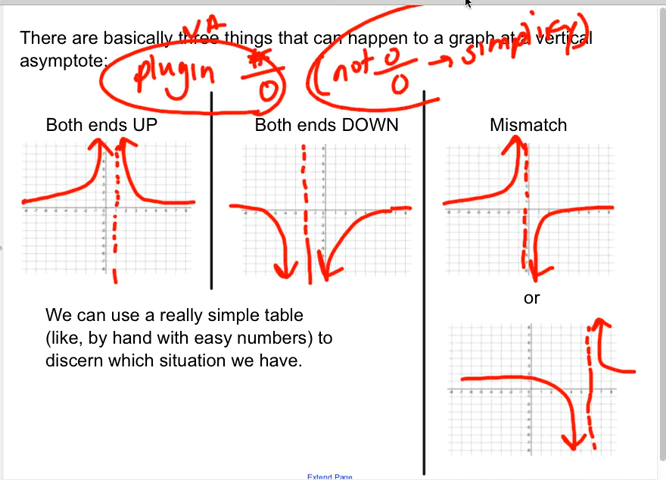 VA
There are basically three things that can happen to a graph at a vertical
asymptote:
plugin #/0
(not 0/0 → simplify)
Both ends UP
Both ends DOWN
Mismatch
or
We can use a really simple table
(like, by hand with easy numbers) to
discern which situation we have.
Extend Page